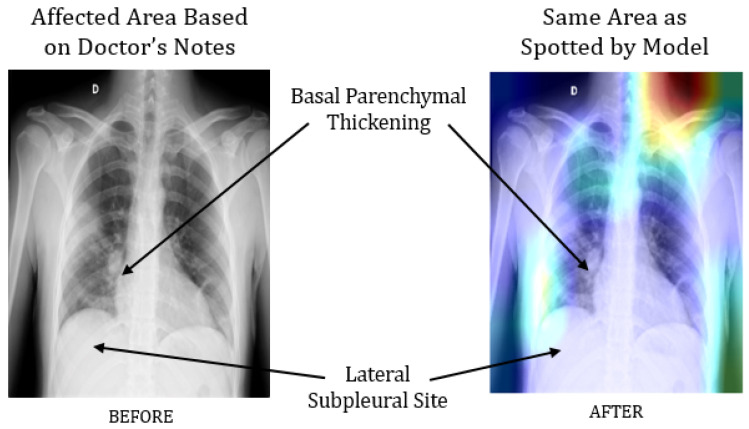 Affected Area Based
on Doctor's Notes
Same Area as
Spotted by Model
D
D
Basal Parenchymal
Thickening
Lateral
Subpleural Site
BEFORE
AFTER